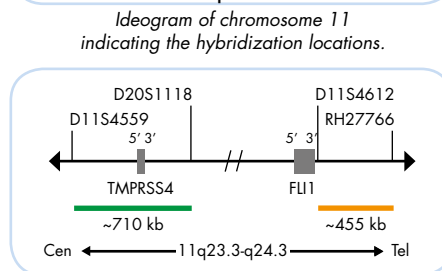 Ideogram of chromosome 11
indicating the hybridization locations.
D20S1118 D11S4612
D11S4559 RH27766
5' 3' 5' 3'
TMPRSS4 FLI1
~710 kb ~455 kb
Cen 11q23.3-q24.3 Tel